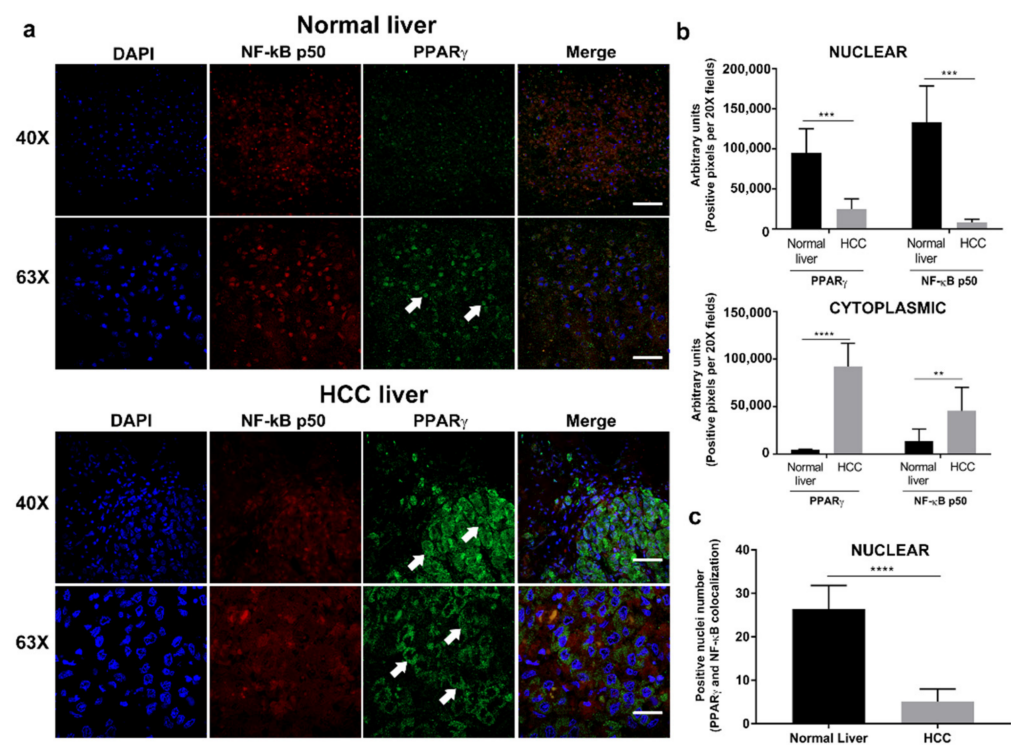 a
Normal liver
DAPI NF-kB p50 PPARγ Merge
40X
63X
HCC liver
DAPI NF-kB p50 PPARγ Merge
40X
63X
b
NUCLEAR
Arbitrary units
(Positive pixels per 20X fields)
200,000
150,000
100,000
50,000
0
***
***
Normal liver HCC Normal liver HCC
PPARγ NF-κB p50
CYTOPLASMIC
Arbitrary units
(Positive pixels per 20X fields)
150,000
100,000
50,000
0
****
**
Normal liver HCC Normal liver HCC
PPARγ NF-κB p50
c
NUCLEAR
Positive nuclei number
(PPARγ and NF-κB colocalization)
40
30
20
10
0
****
Normal Liver HCC